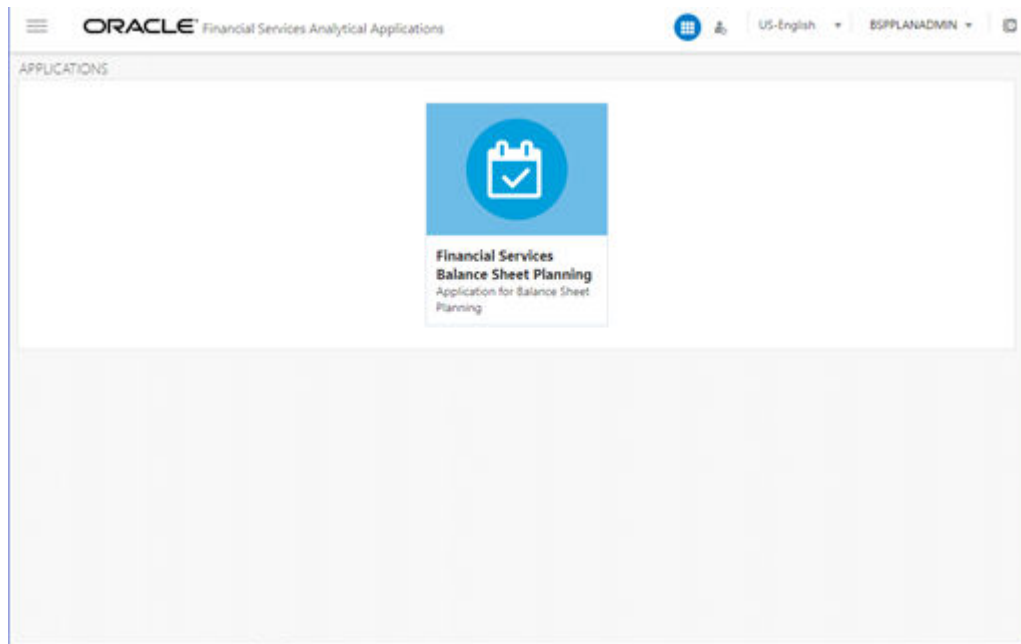 ORACLE Financial Services Analytical Applications
US-English
BSPPLANADMIN
APPLICATIONS
Financial Services
Balance Sheet Planning
Application for Balance Sheet
Planning